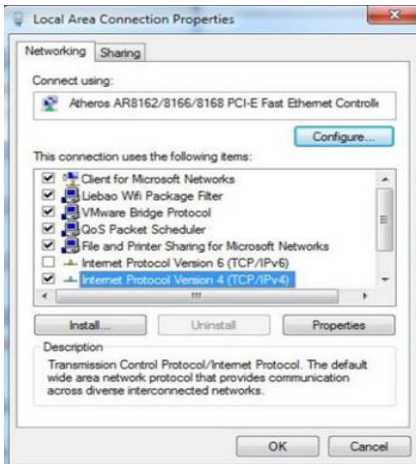 Local Area Connection Properties
Networking
Sharing
Connect using:
Atheros AR8162/8166/8168 PCI-E Fast Ethernet Controlle
Configure...
This connection uses the following items:
Client for Microsoft Networks
Liebao Wifi Package Filter
VMware Bridge Protocol
QoS Packet Scheduler
File and Printer Sharing for Microsoft Networks
Internet Protocol Version 6 (TCP/IPv6)
Internet Protocol Version 4 (TCP/IPv4)
Install...
Uninstall
Properties
Description
Transmission Control Protocol/Internet Protocol. The default
wide area network protocol that provides communication
across diverse interconnected networks.
OK
Cancel